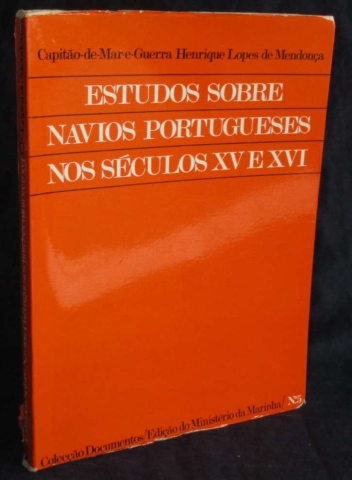 Capitão-de-Mar-e-Guerra Henrique Lopes de Mendonça
ESTUDOS SOBRE
NAVIOS PORTUGUESES
NOS SÉCULOS XV E XVI
Colecção Documentos/Edição do Ministério da Marinha/ Nº5